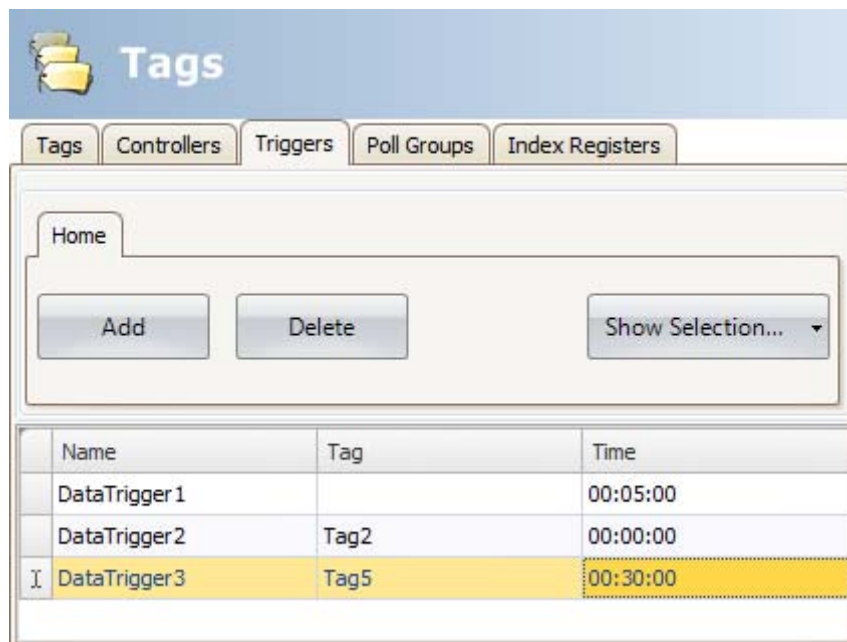 Tags
Tags Controllers Triggers Poll Groups Index Registers
Home
Add Delete Show Selection...
Name Tag Time
DataTrigger1 00:05:00
DataTrigger2 Tag2 00:00:00
DataTrigger3 Tag5 00:30:00